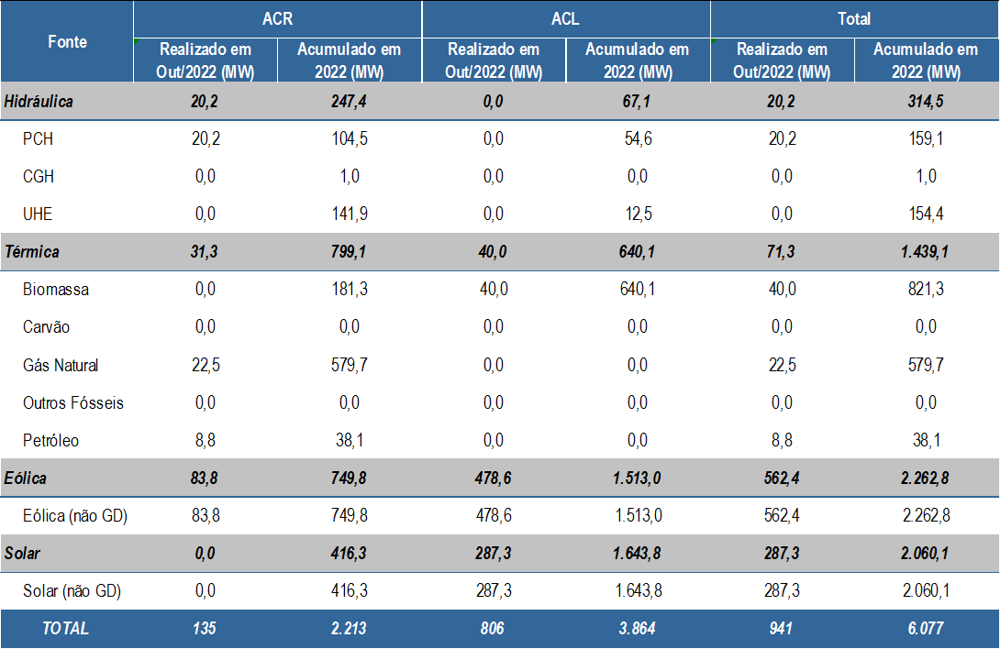 Fonte ACR ACL Total
Realizado em Out/2022 (MW) Acumulado em 2022 (MW) Realizado em Out/2022 (MW) Acumulado em 2022 (MW) Realizado em Out/2022 (MW) Acumulado em 2022 (MW)
Hidráulica 20,2 247,4 0,0 67,1 20,2 314,5
PCH 20,2 104,5 0,0 54,6 20,2 159,1
CGH 0,0 1,0 0,0 0,0 0,0 1,0
UHE 0,0 141,9 0,0 12,5 0,0 154,4
Térmica 31,3 799,1 40,0 640,1 71,3 1.439,1
Biomassa 0,0 181,3 40,0 640,1 40,0 821,3
Carvão 0,0 0,0 0,0 0,0 0,0 0,0
Gás Natural 22,5 579,7 0,0 0,0 22,5 579,7
Outros Fósseis 0,0 0,0 0,0 0,0 0,0 0,0
Petróleo 8,8 38,1 0,0 0,0 8,8 38,1
Eólica 83,8 749,8 478,6 1.513,0 562,4 2.262,8
Eólica (não GD) 83,8 749,8 478,6 1.513,0 562,4 2.262,8
Solar 0,0 416,3 287,3 1.643,8 287,3 2.060,1
Solar (não GD) 0,0 416,3 287,3 1.643,8 287,3 2.060,1
TOTAL 135 2.213 806 3.864 941 6.077